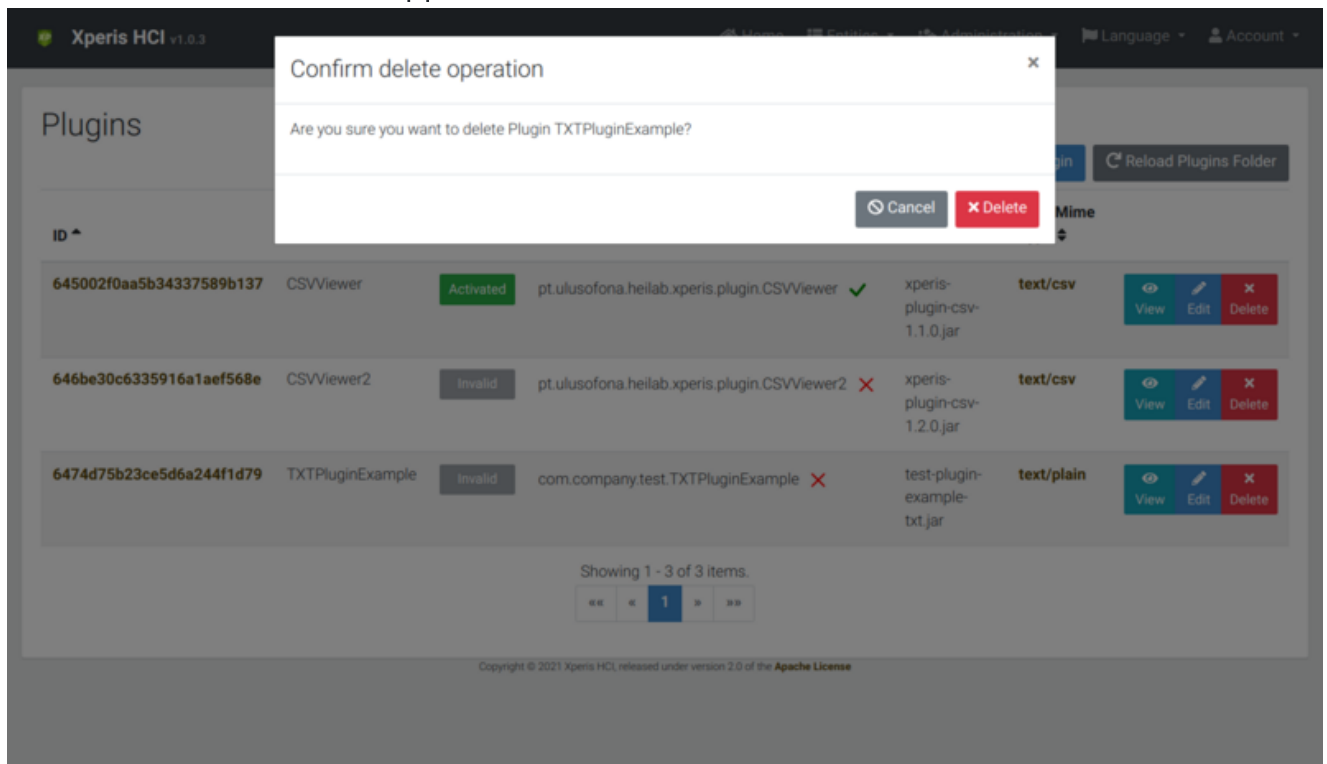 Xperis HCI v1.0.3
Home Entities Administration Language Account
Confirm delete operation ×
Plugins
Are you sure you want to delete Plugin TXTPluginExample?
Reload Plugins Folder
Cancel Delete
Mime
ID
645002f0aa5b34337589b137 CSVViewer Activated pt.ulusofona.heilab.xperis.plugin.CSVViewer xperis- text/csv
plugin-csv-
1.1.0.jar
View Edit Delete
646be30c6335916a1aef568e CSVViewer2 Invalid pt.ulusofona.heilab.xperis.plugin.CSVViewer2 xperis- text/csv
plugin-csv-
1.2.0.jar
View Edit Delete
6474d75b23ce5d6a244f1d79 TXTPluginExample Invalid com.company.test.TXTPluginExample test-plugin- text/plain
example-
txt.jar
View Edit Delete
Showing 1 - 3 of 3 items.
«« « 1 » »»
Copyright © 2021 Xperis HCI, released under version 2.0 of the Apache License